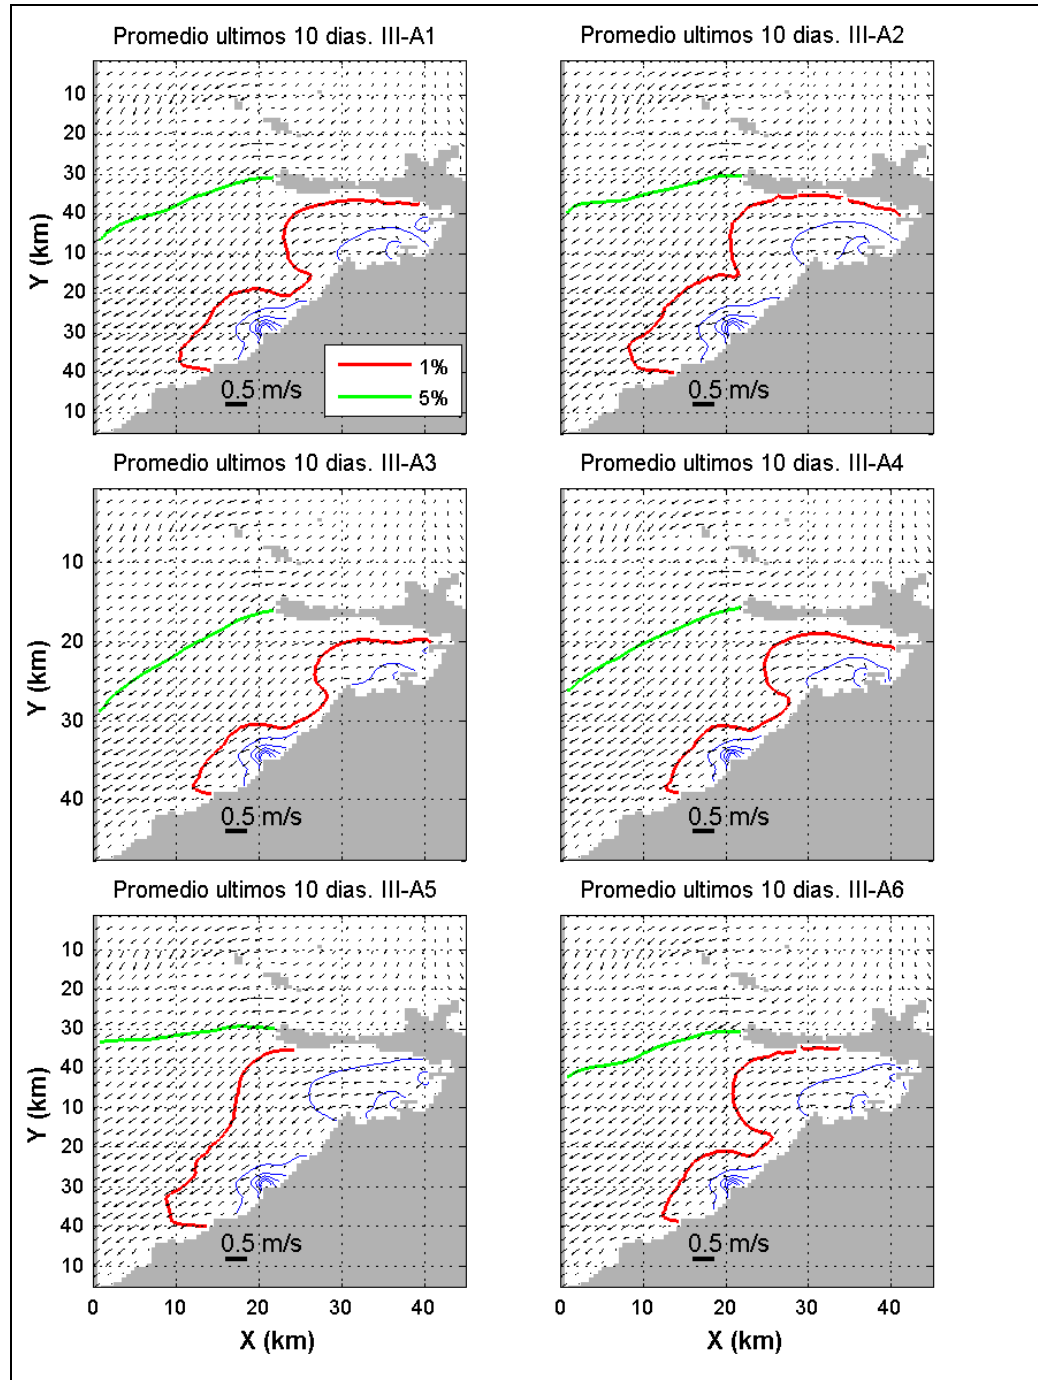 Promedio ultimos 10 dias. III-A1
Promedio ultimos 10 dias. III-A2
10
20
30
40
10
20
30
40
10
Y (km)
1%
5%
0.5 m/s
0.5 m/s
Promedio ultimos 10 dias. III-A3
Promedio ultimos 10 dias. III-A4
10
20
30
40
Y (km)
0.5 m/s
0.5 m/s
Promedio ultimos 10 dias. III-A5
Promedio ultimos 10 dias. III-A6
10
20
30
40
10
20
30
40
10
Y (km)
0.5 m/s
0.5 m/s
0 10 20 30 40
0 10 20 30 40
X (km)
X (km)